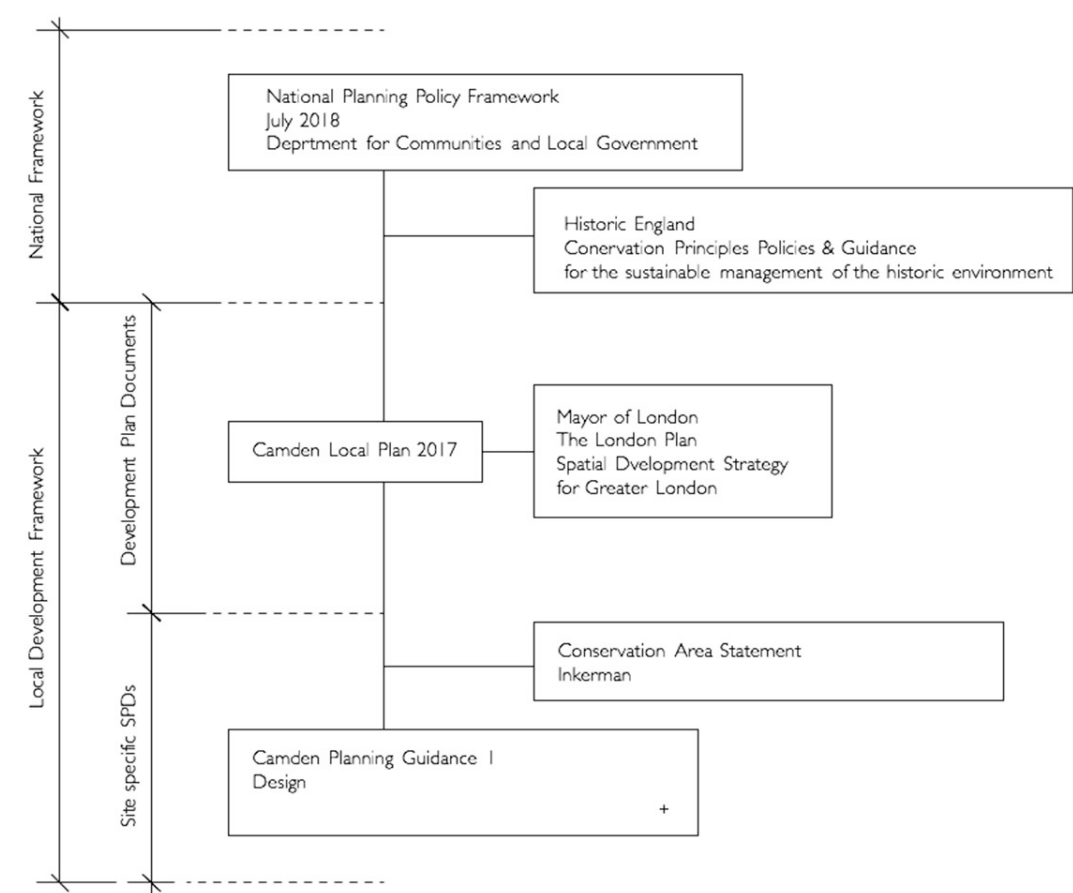 National Framework
National Planning Policy Framework
July 2018
Deprtment for Communities and Local Government
Historic England
Conervation Principles Policies & Guidance
for the sustainable management of the historic environment
Local Development Framework
Development Plan Documents
Camden Local Plan 2017
Mayor of London
The London Plan
Spatial Dvelopment Strategy
for Greater London
Site specific SPDs
Conservation Area Statement
Inkerman
Camden Planning Guidance 1
Design
+